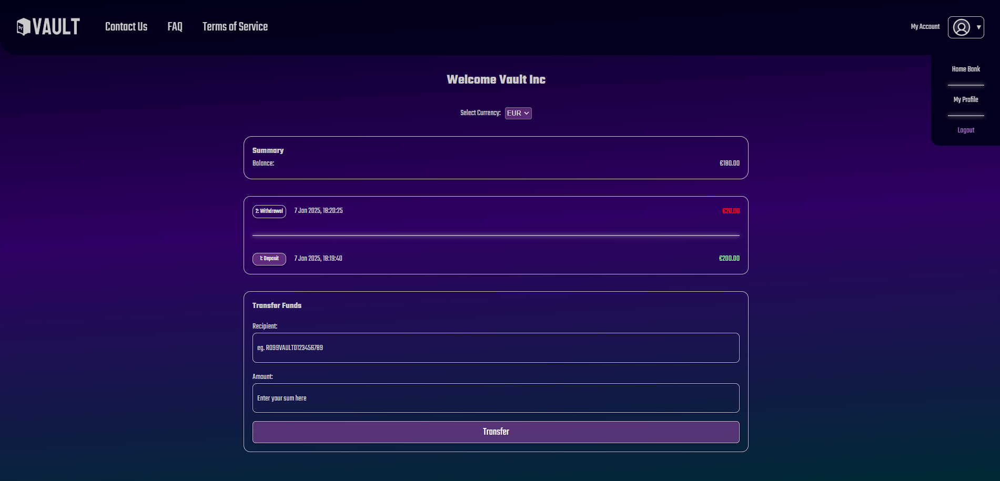 VAULT
Contact Us
FAQ
Terms of Service
My Account
▼
Home Bank
My Profile
Logout
Welcome Vault Inc
Select Currency: EUR
Summary
Balance: €180.00
2: Withdrawal 7 Jan 2025, 18:20:25 €20.00
1: Deposit 7 Jan 2025, 18:19:40 €200.00
Transfer Funds
Recipient:
eg. RO99VAULT0123456789
Amount:
Enter your sum here
Transfer